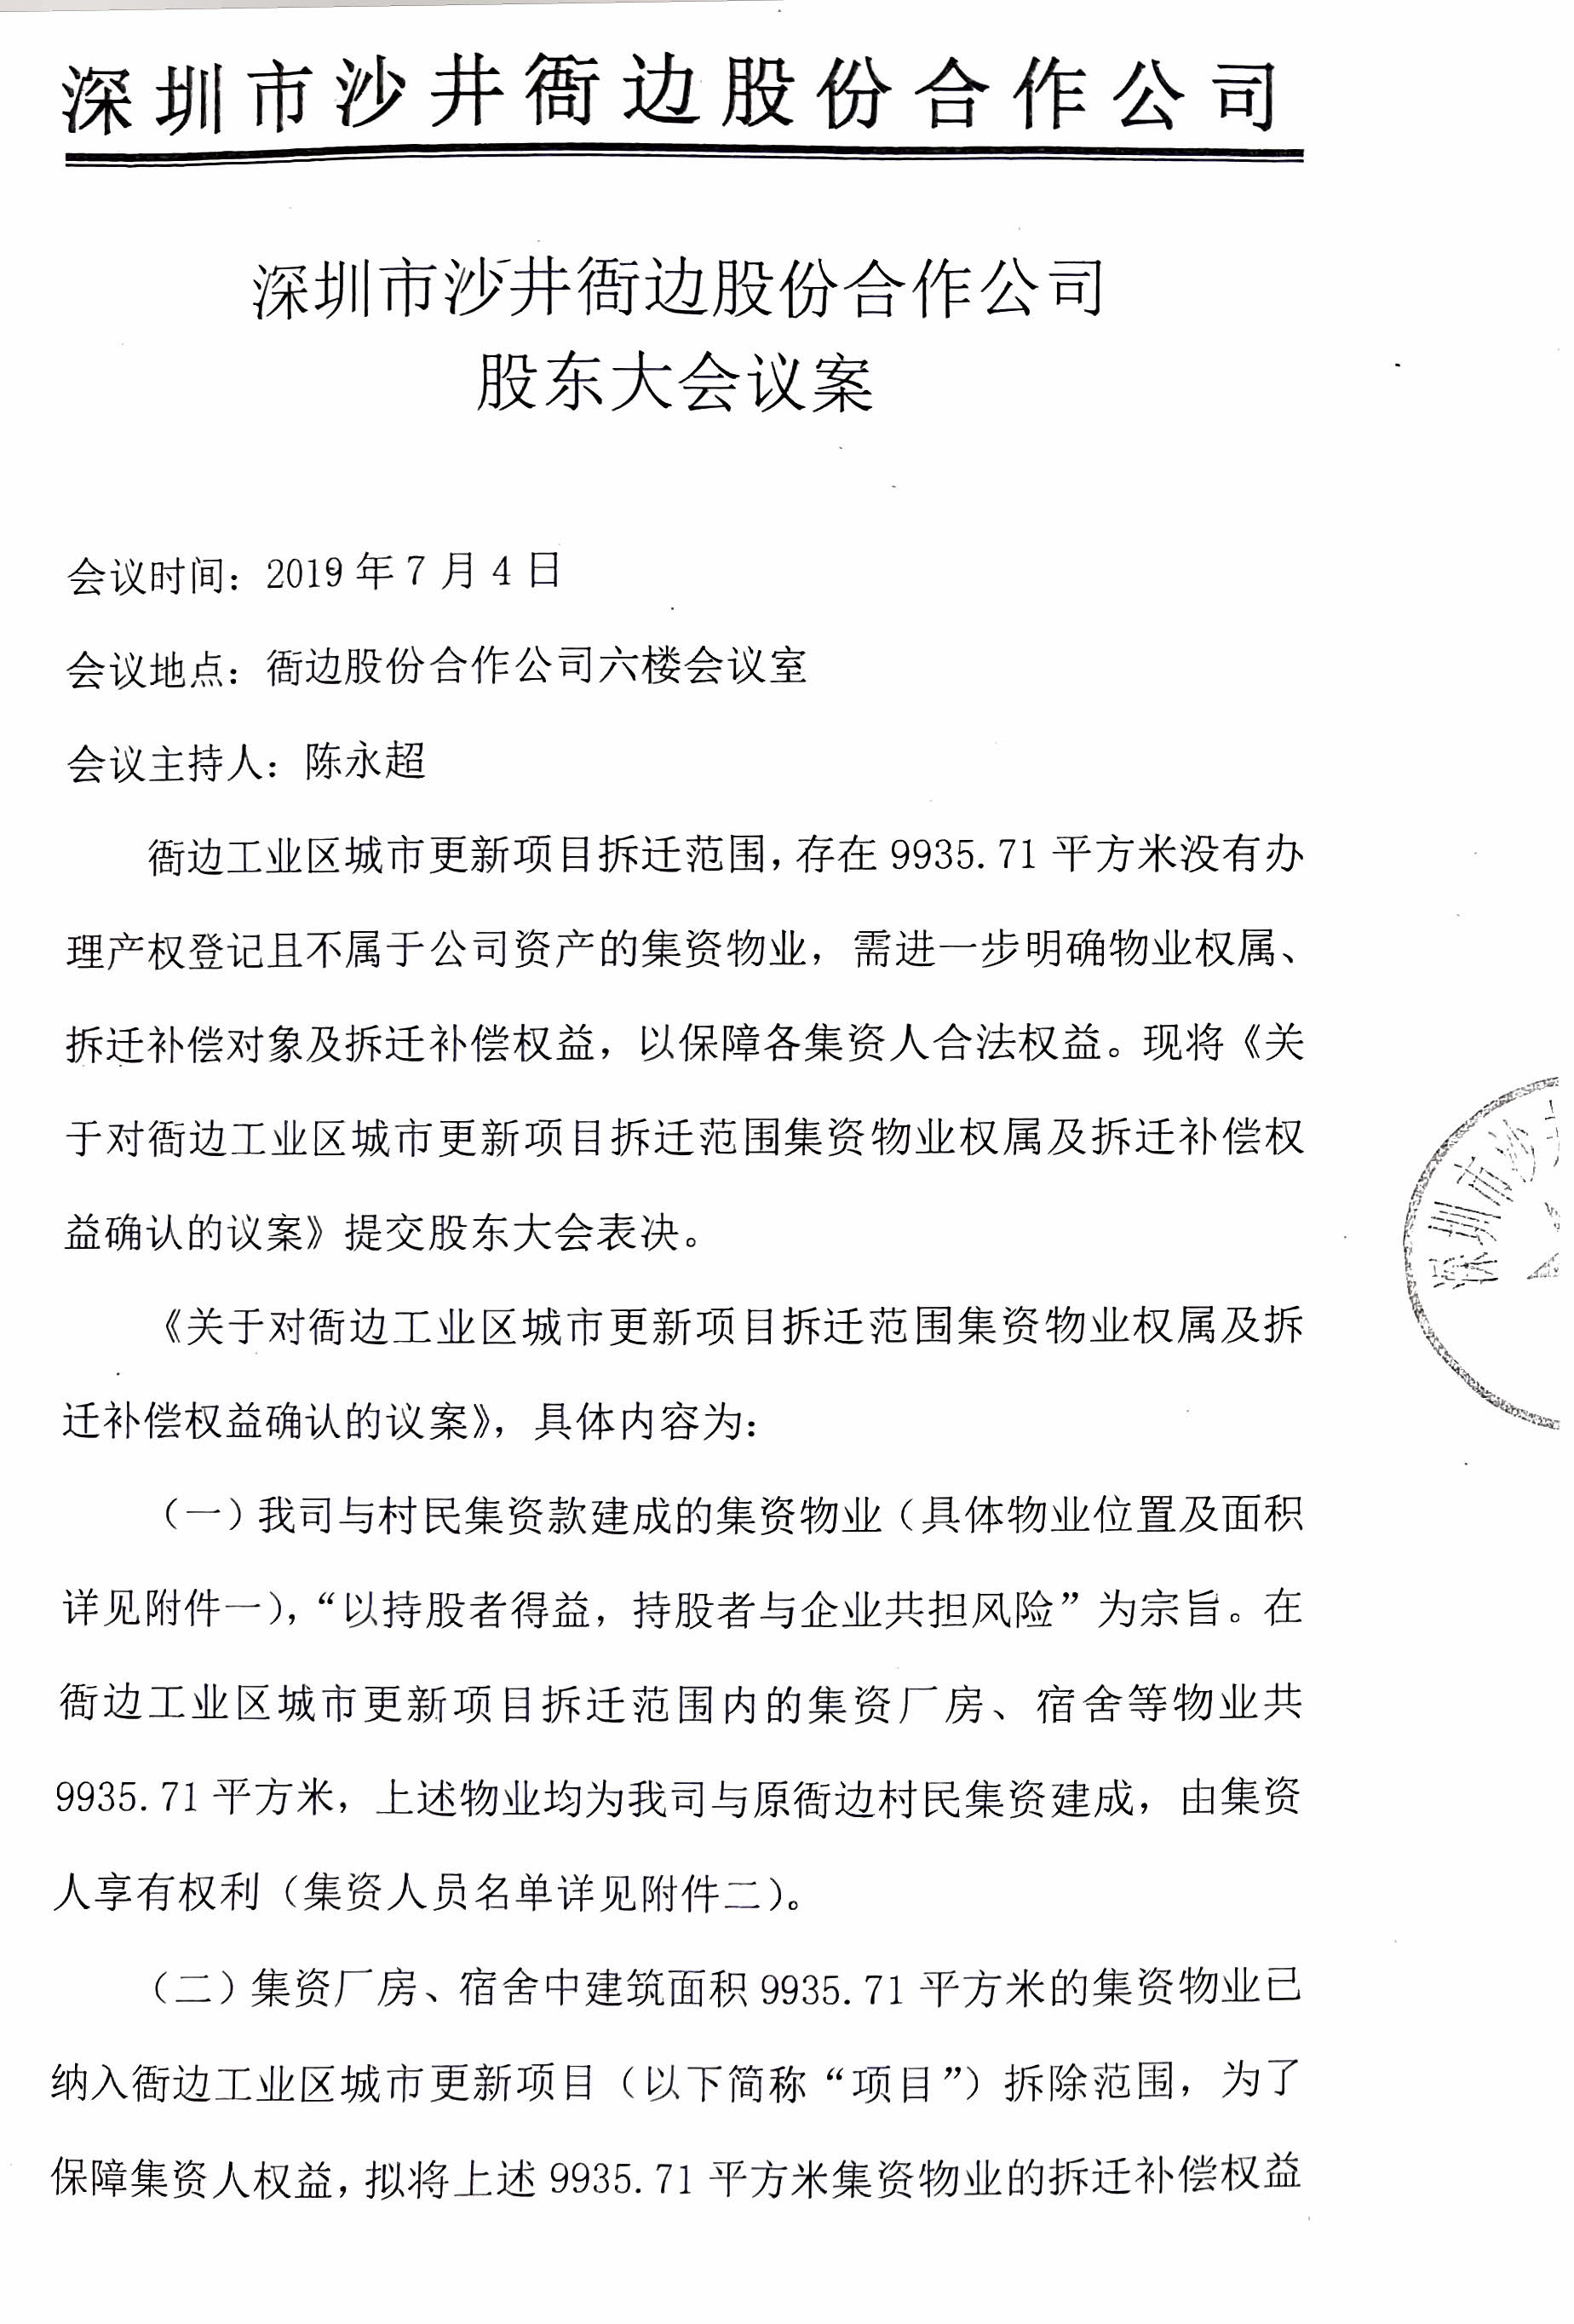 深圳市沙井衙边股份合作公司
深圳市沙井衙边股份合作公司
股东大会议案
会议时间：2019年7月4日
会议地点：衙边股份合作公司六楼会议室
会议主持人：陈永超
衙边工业区城市更新项目拆迁范围，存在9935.71平方米没有办
理产权登记且不属于公司资产的集资物业，需进一步明确物业权属、
拆迁补偿对象及拆迁补偿权益，以保障各集资人合法权益。现将《关
于对衙边工业区城市更新项目拆迁范围集资物业权属及拆迁补偿权
益确认的议案》提交股东大会表决。
《关于对衙边工业区城市更新项目拆迁范围集资物业权属及拆
迁补偿权益确认的议案》，具体内容为：
（一）我司与村民集资款建成的集资物业（具体物业位置及面积
详见附件一），“以持股者得益，持股者与企业共担风险”为宗旨。在
衙边工业区城市更新项目拆迁范围内的集资厂房、宿舍等物业共
9935.71平方米，上述物业均为我司与原衙边村民集资建成，由集资
人享有权利（集资人员名单详见附件二）。
（二）集资厂房、宿舍中建筑面积9935.71平方米的集资物业已
纳入衙边工业区城市更新项目（以下简称“项目”）拆除范围，为了
保障集资人权益，拟将上述9935.71平方米集资物业的拆迁补偿权益
深圳市沙井